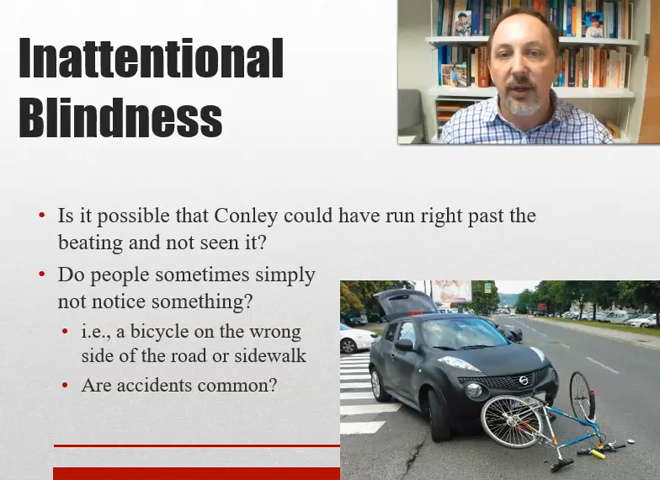 Inattentional
Blindness
• Is it possible that Conley could have run right past the
beating and not seen it?
• Do people sometimes simply
not notice something?
• i.e., a bicycle on the wrong
side of the road or sidewalk
• Are accidents common?